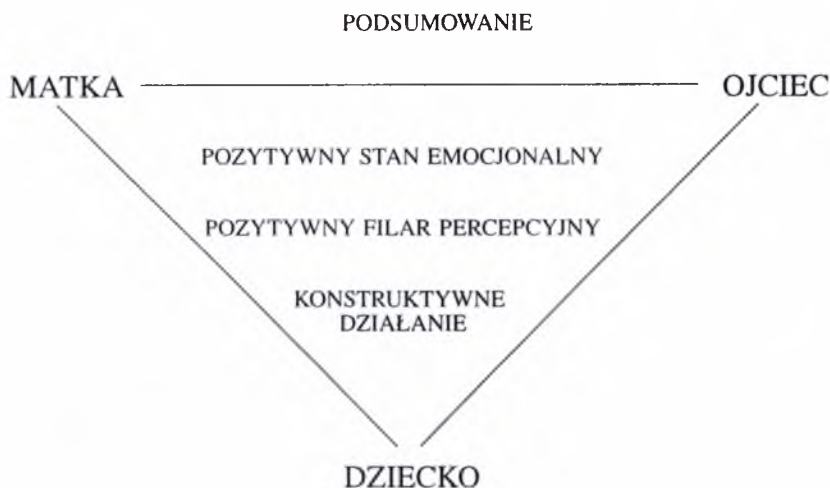 PODSUMOWANIE
MATKA OJCIEC
POZYTYWNY STAN EMOCJONALNY
POZYTYWNY FILAR PERCEPCYJNY
KONSTRUKTYWNE
DZIAŁANIE
DZIECKO